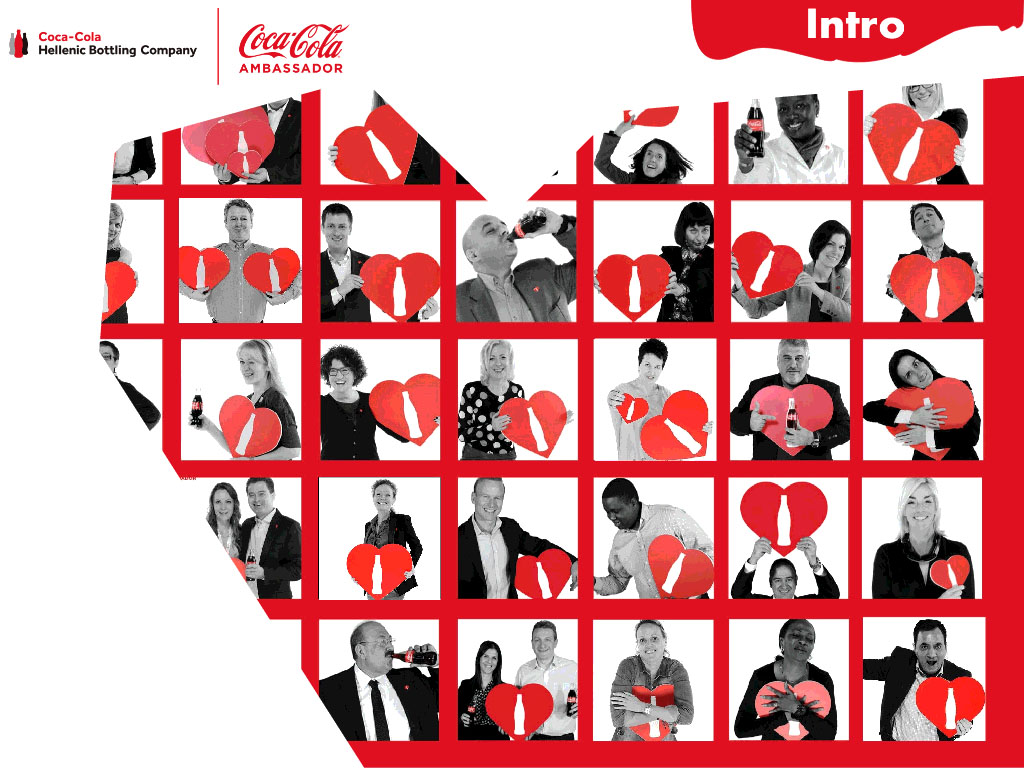 Coca-Cola
Hellenic Bottling Company
Coca-Cola
AMBASSADOR
Intro